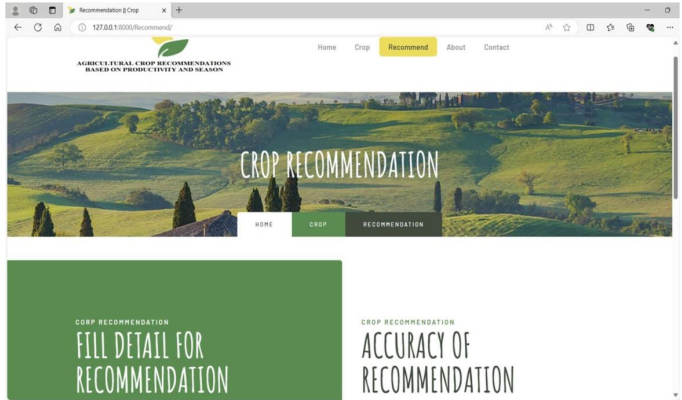 Recommendation || Crop
127.0.0.1:8000/Recommend/
Home Crop Recommend About Contact
AGRICULTURAL CROP RECOMMENDATIONS
BASED ON PRODUCTIVITY AND SEASON
CROP RECOMMENDATION
HOME CROP RECOMMENDATION
CORP RECOMMENDATION
FILL DETAIL FOR
RECOMMENDATION
CROP RECOMMENDATION
ACCURACY OF
RECOMMENDATION